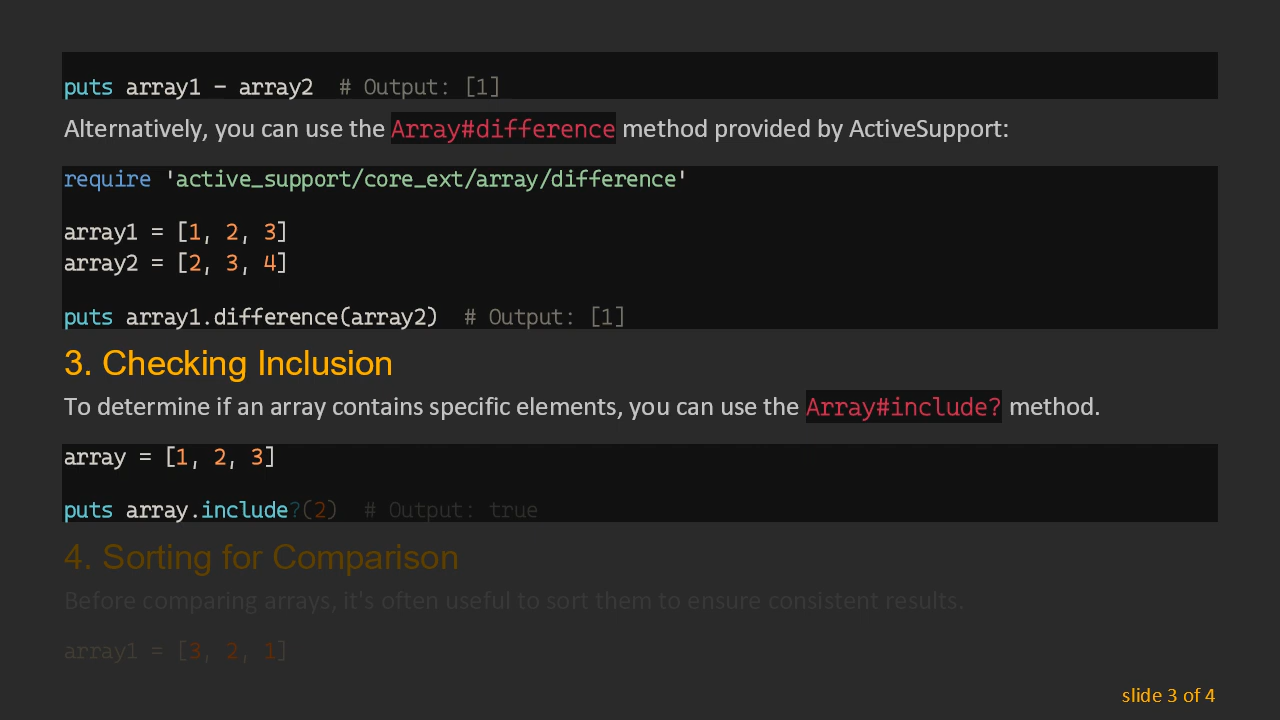 puts array1 - array2  # Output: [1]
Alternatively, you can use the Array#difference method provided by ActiveSupport:
require 'active_support/core_ext/array/difference'
array1 = [1, 2, 3]
array2 = [2, 3, 4]
puts array1.difference(array2)  # Output: [1]
3. Checking Inclusion
To determine if an array contains specific elements, you can use the Array#include? method.
array = [1, 2, 3]
puts array.include?(2)  # Output: true
4. Sorting for Comparison
Before comparing arrays, it's often useful to sort them to ensure consistent results.
array1 = [3, 2, 1]
slide 3 of 4